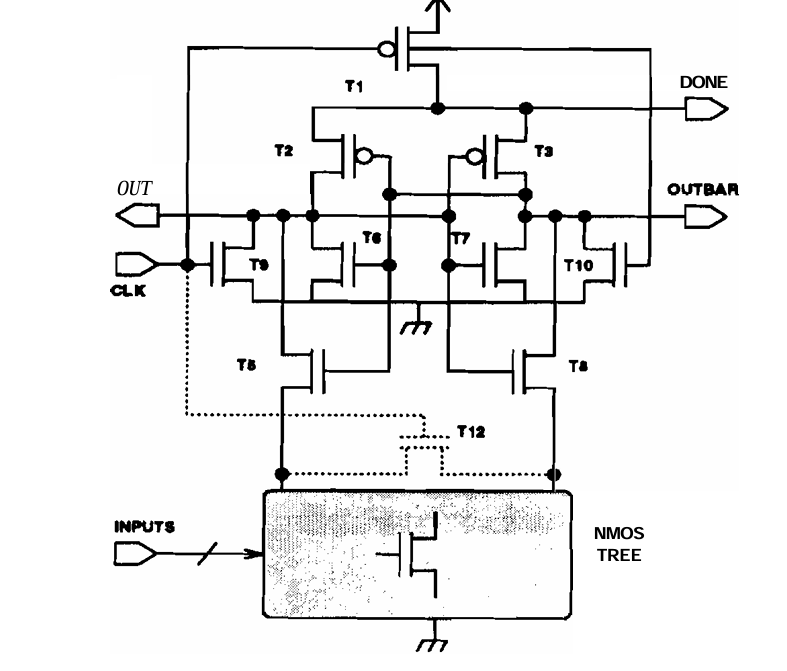 T1
DONE
T2
T3
OUT
OUTBAR
T6
T7
T9
T10
CLK
T5
T8
T12
INPUTS
NMOS
TREE